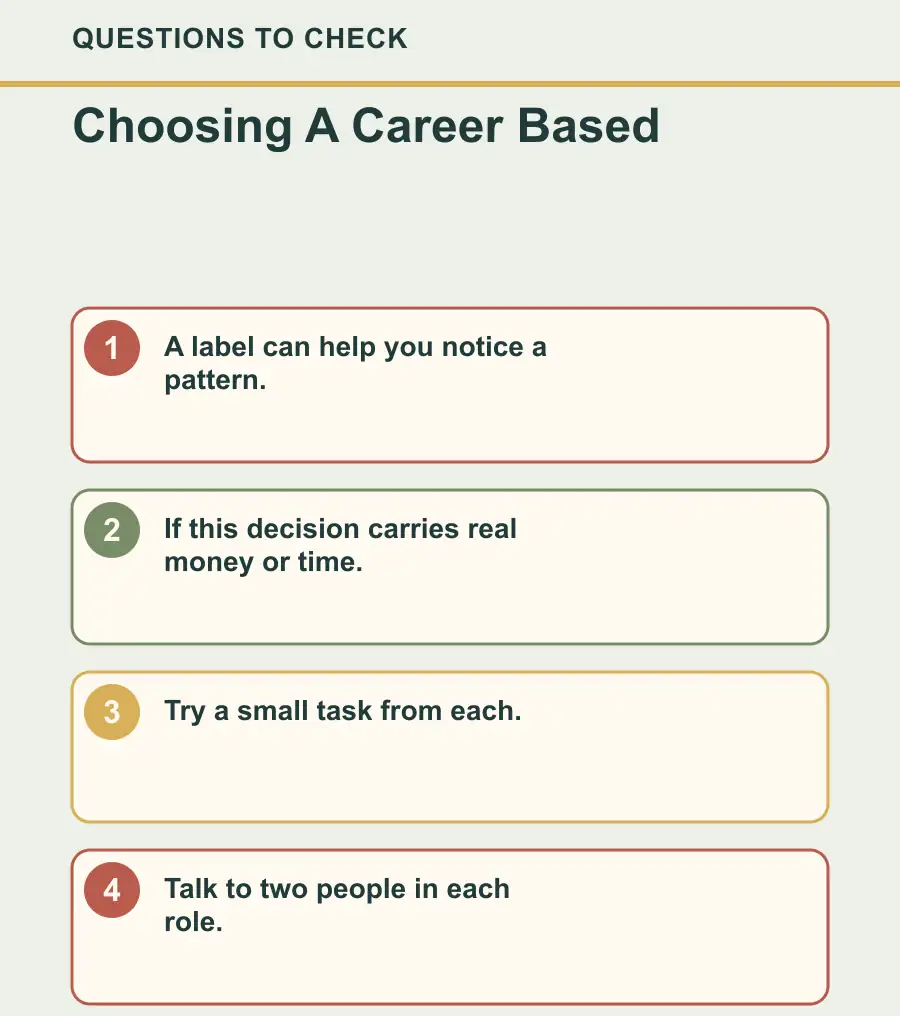 QUESTIONS TO CHECK
Choosing A Career Based
1
A label can help you notice a
pattern.
2
If this decision carries real
money or time.
3
Try a small task from each.
4
Talk to two people in each
role.